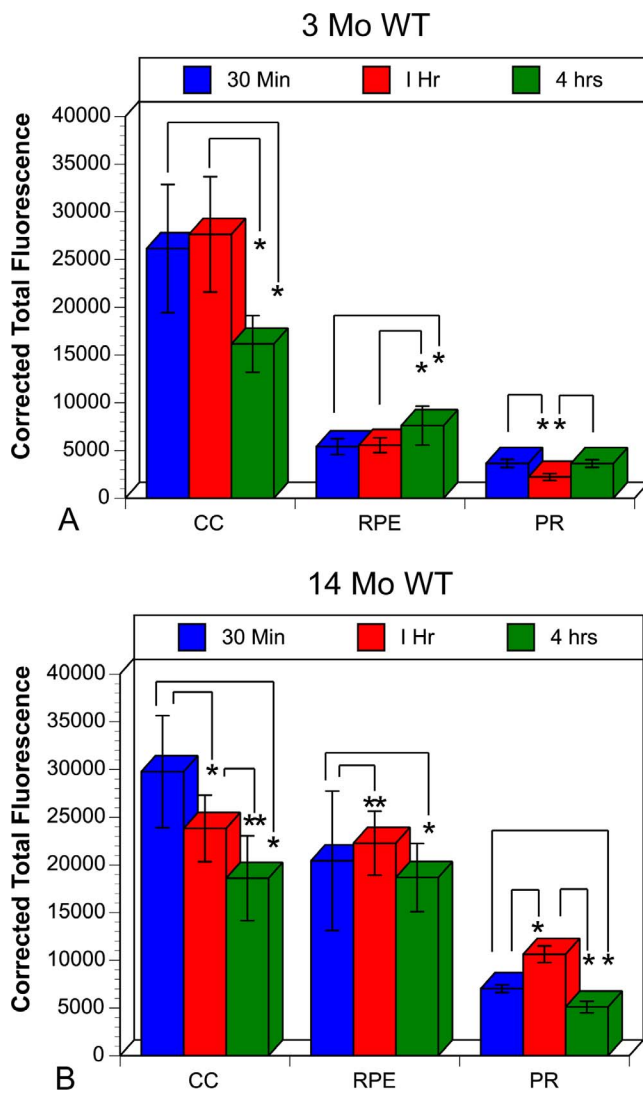 3 Mo WT
30 Min I Hr 4 hrs
Corrected Total Fluorescence
40000
35000
30000
25000
20000
15000
10000
5000
0
*
*
* *
* *
CC RPE PR
A
14 Mo WT
30 Min I Hr 4 hrs
Corrected Total Fluorescence
40000
35000
30000
25000
20000
15000
10000
5000
0
*
**
*
**
*
*
* *
CC RPE PR
B